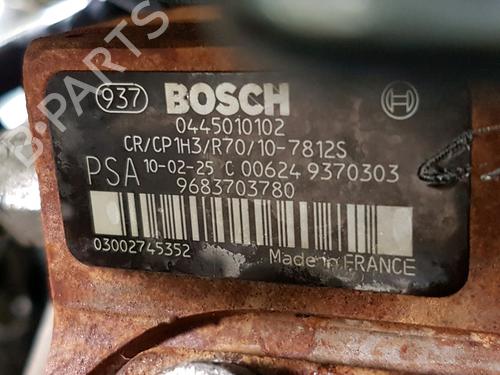 937 BOSCH
0445010102
CR/CP1H3/R70/10-7812S
PSA 10-02-25 C 00624 9370303
9683703780
03002745352 Made in FRANCE
B-PARTS